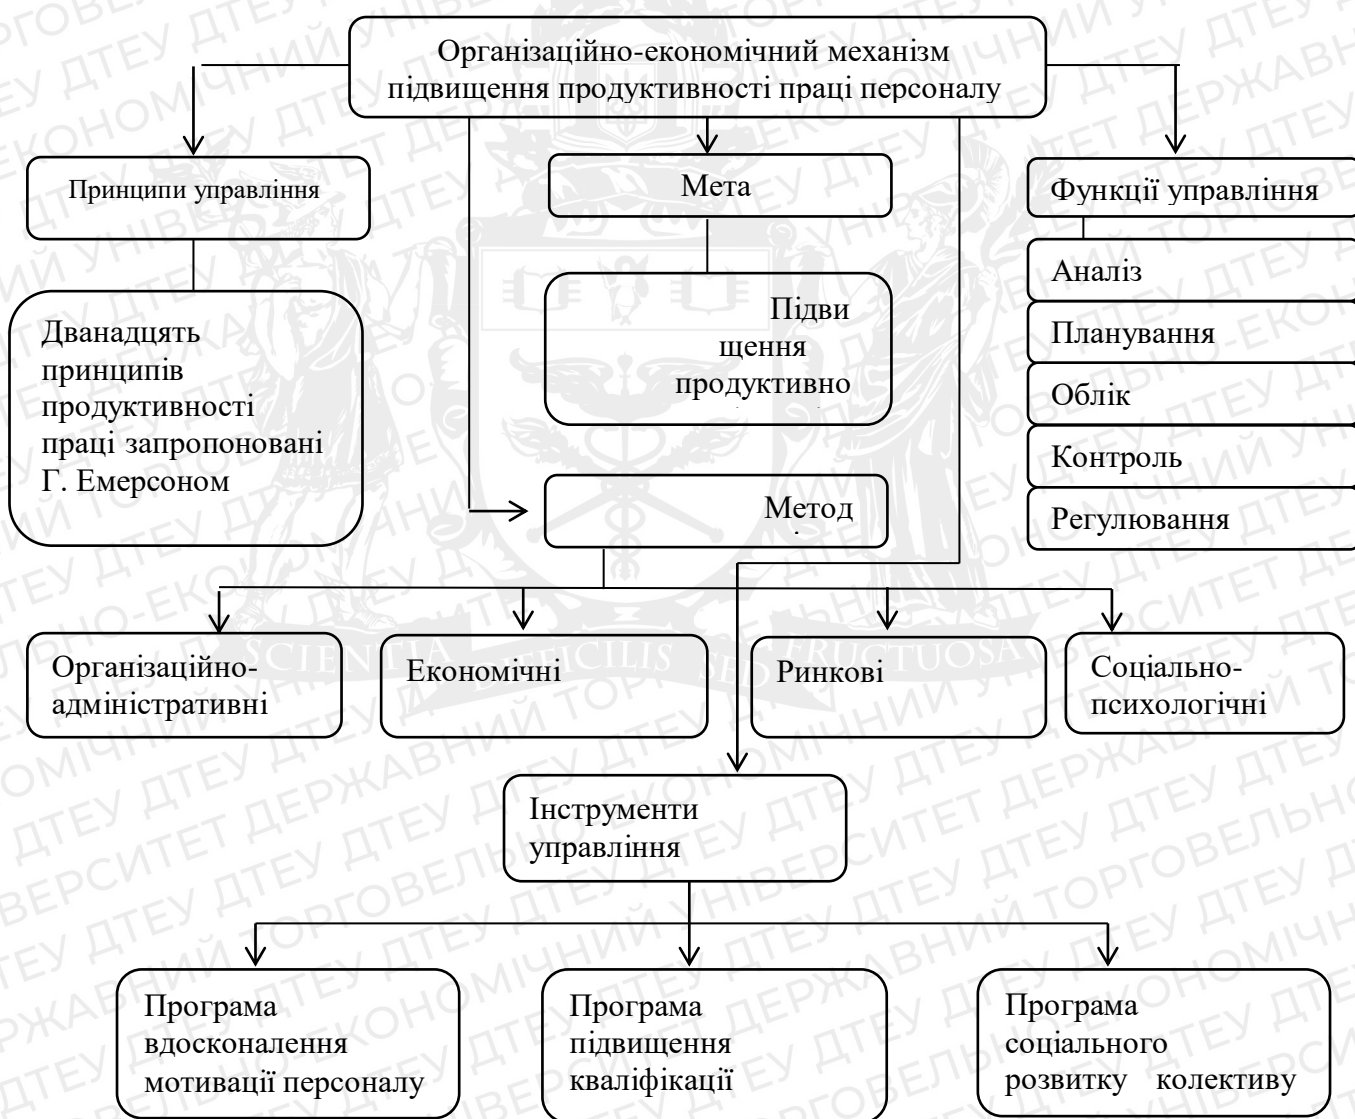 Організаційно-економічний механізм
підвищення продуктивності праці персоналу
Принципи управління
Мета
Функції управління
Дванадцять
принципів
продуктивності
праці запропоновані
Г. Емерсоном
Підви
щення
продуктивно
Аналіз
Планування
Облік
Контроль
Регулювання
Метод
Організаційно-
адміністративні
Економічні
Ринкові
Соціально-
психологічні
Інструменти
управління
Програма
вдосконалення
мотивації персоналу
Програма
підвищення
кваліфікації
Програма
соціального
розвитку колективу